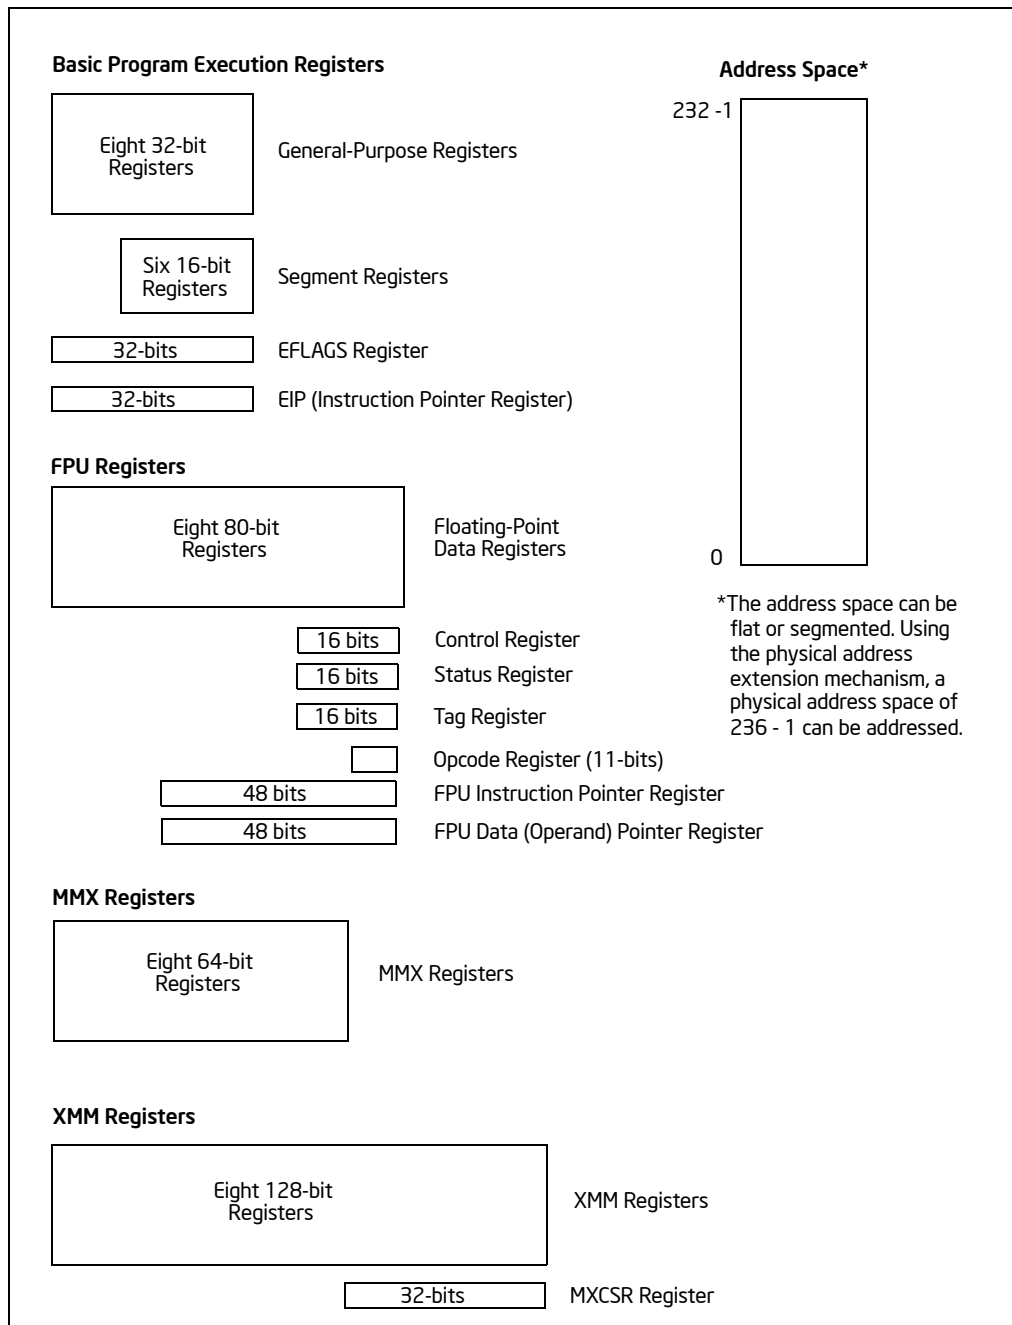 Basic Program Execution Registers
Address Space*
232 -1
Eight 32-bit
Registers
General-Purpose Registers
Six 16-bit
Registers
Segment Registers
32-bits
EFLAGS Register
32-bits
EIP (Instruction Pointer Register)
FPU Registers
Eight 80-bit
Registers
Floating-Point
Data Registers
0
*The address space can be
flat or segmented. Using
the physical address
extension mechanism, a
physical address space of
236 - 1 can be addressed.
16 bits
Control Register
16 bits
Status Register
16 bits
Tag Register
Opcode Register (11-bits)
48 bits
FPU Instruction Pointer Register
48 bits
FPU Data (Operand) Pointer Register
MMX Registers
Eight 64-bit
Registers
MMX Registers
XMM Registers
Eight 128-bit
Registers
XMM Registers
32-bits
MXCSR Register